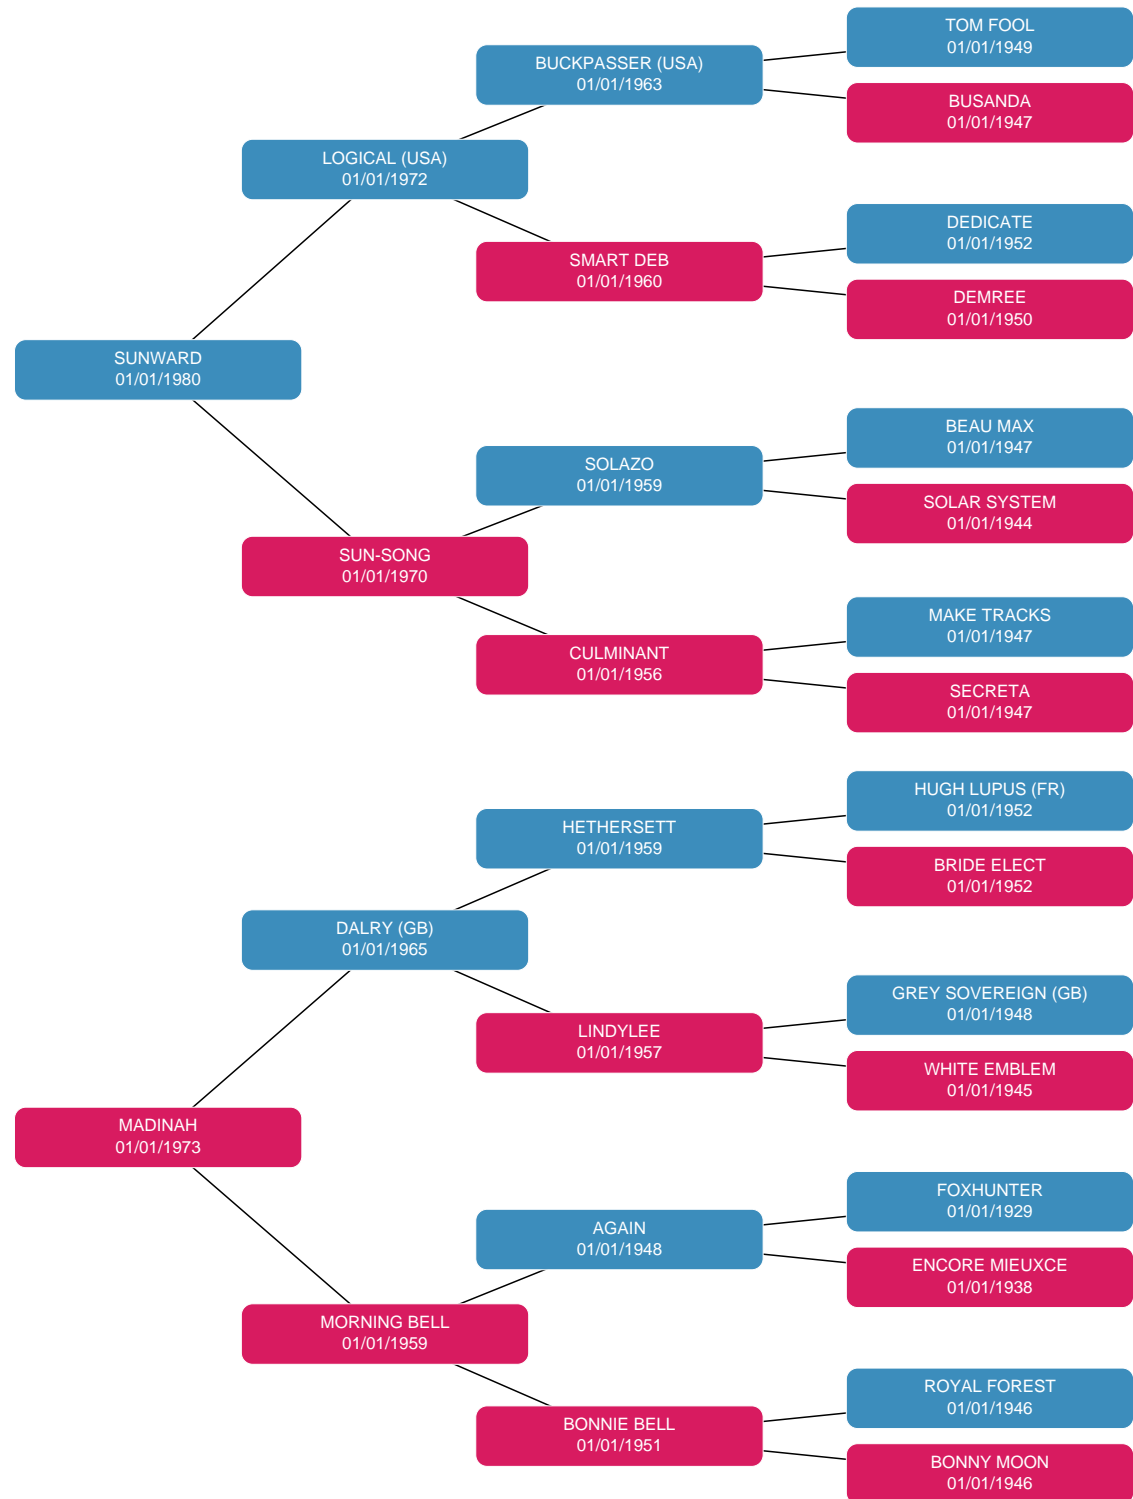 TOM FOOL
01/01/1949
BUCKPASSER (USA)
01/01/1963
BUSANDA
01/01/1947
LOGICAL (USA)
01/01/1972
DEDICATE
01/01/1952
SMART DEB
01/01/1960
DEMREE
01/01/1950
SUNWARD
01/01/1980
BEAU MAX
01/01/1947
SOLAZO
01/01/1959
SOLAR SYSTEM
01/01/1944
SUN-SONG
01/01/1970
MAKE TRACKS
01/01/1947
CULMINANT
01/01/1956
SECRETA
01/01/1947
HUGH LUPUS (FR)
01/01/1952
HETHERSETT
01/01/1959
BRIDE ELECT
01/01/1952
DALRY (GB)
01/01/1965
GREY SOVEREIGN (GB)
01/01/1948
LINDYLEE
01/01/1957
WHITE EMBLEM
01/01/1945
MADINAH
01/01/1973
FOXHUNTER
01/01/1929
AGAIN
01/01/1948
ENCORE MIEUXCE
01/01/1938
MORNING BELL
01/01/1959
ROYAL FOREST
01/01/1946
BONNIE BELL
01/01/1951
BONNY MOON
01/01/1946